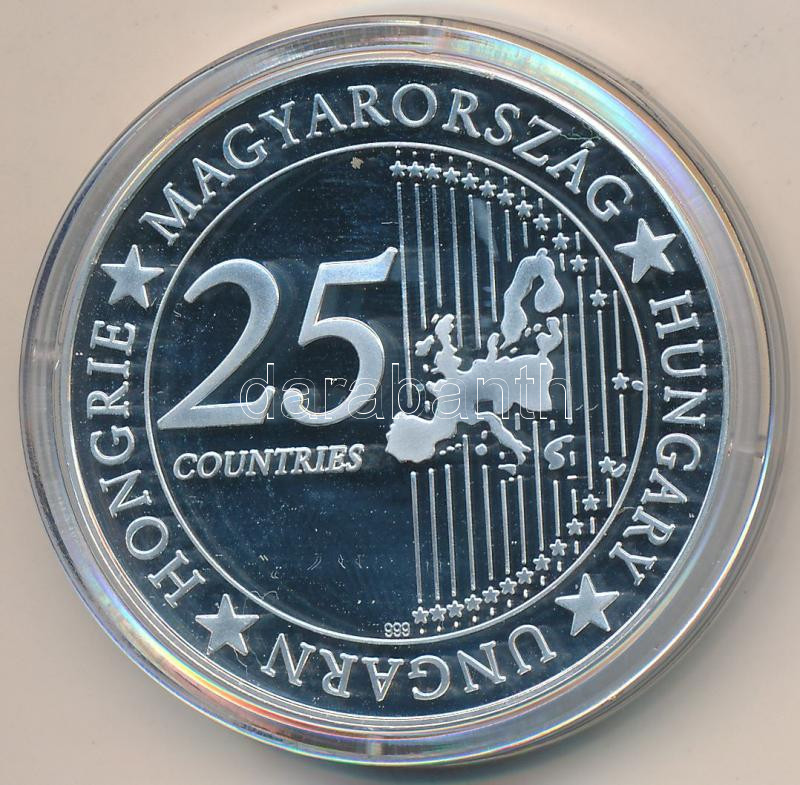 MAGYARORSZÁG
HUNGARY
UNGARN
HONGRIE
25
COUNTRIES
999
darabanth